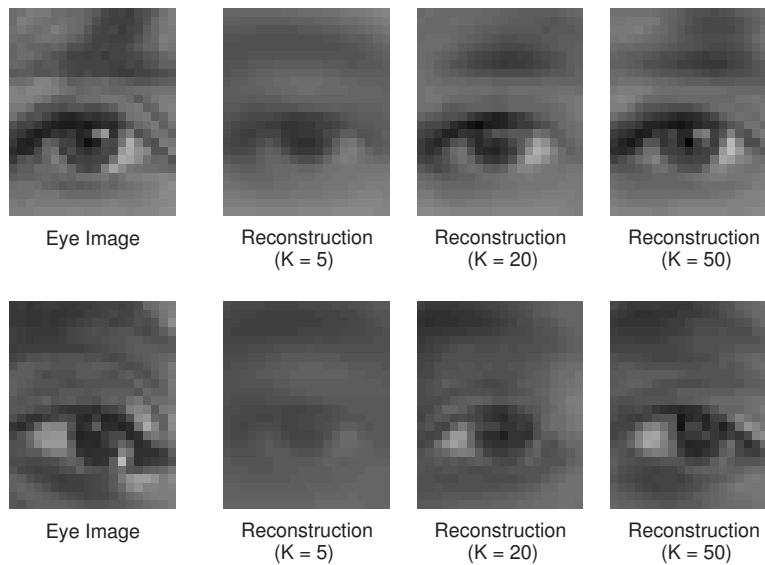 Eye Image
Reconstruction
(K = 5)
Reconstruction
(K = 20)
Reconstruction
(K = 50)
Eye Image
Reconstruction
(K = 5)
Reconstruction
(K = 20)
Reconstruction
(K = 50)